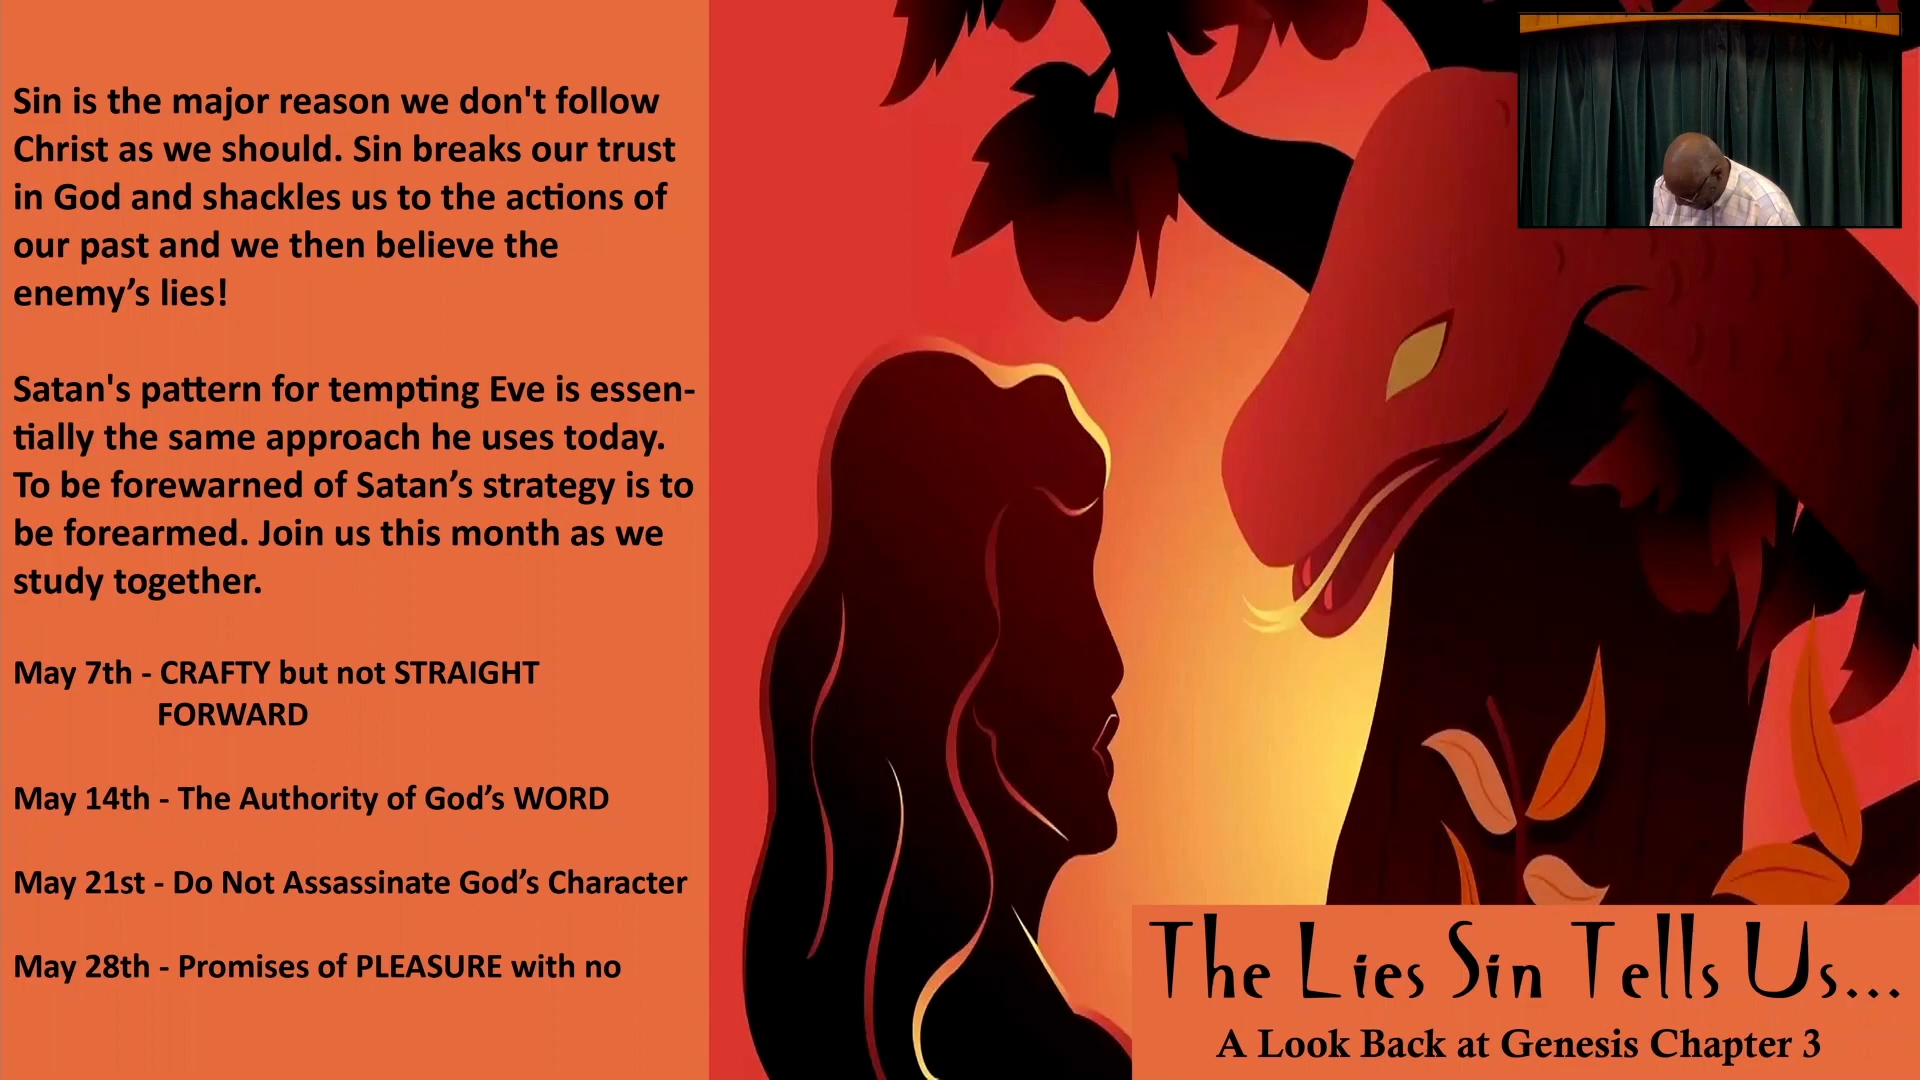 Sin is the major reason we don't follow
Christ as we should. Sin breaks our trust
in God and shackles us to the actions of
our past and we then believe the
enemy’s lies!
Satan's pattern for tempting Eve is essen-
tially the same approach he uses today.
To be forewarned of Satan’s strategy is to
be forearmed. Join us this month as we
study together.
May 7th - CRAFTY but not STRAIGHT
FORWARD
May 14th - The Authority of God’s WORD
May 21st - Do Not Assassinate God’s Character
May 28th - Promises of PLEASURE with no
The Lies Sin Tells Us...
A Look Back at Genesis Chapter 3